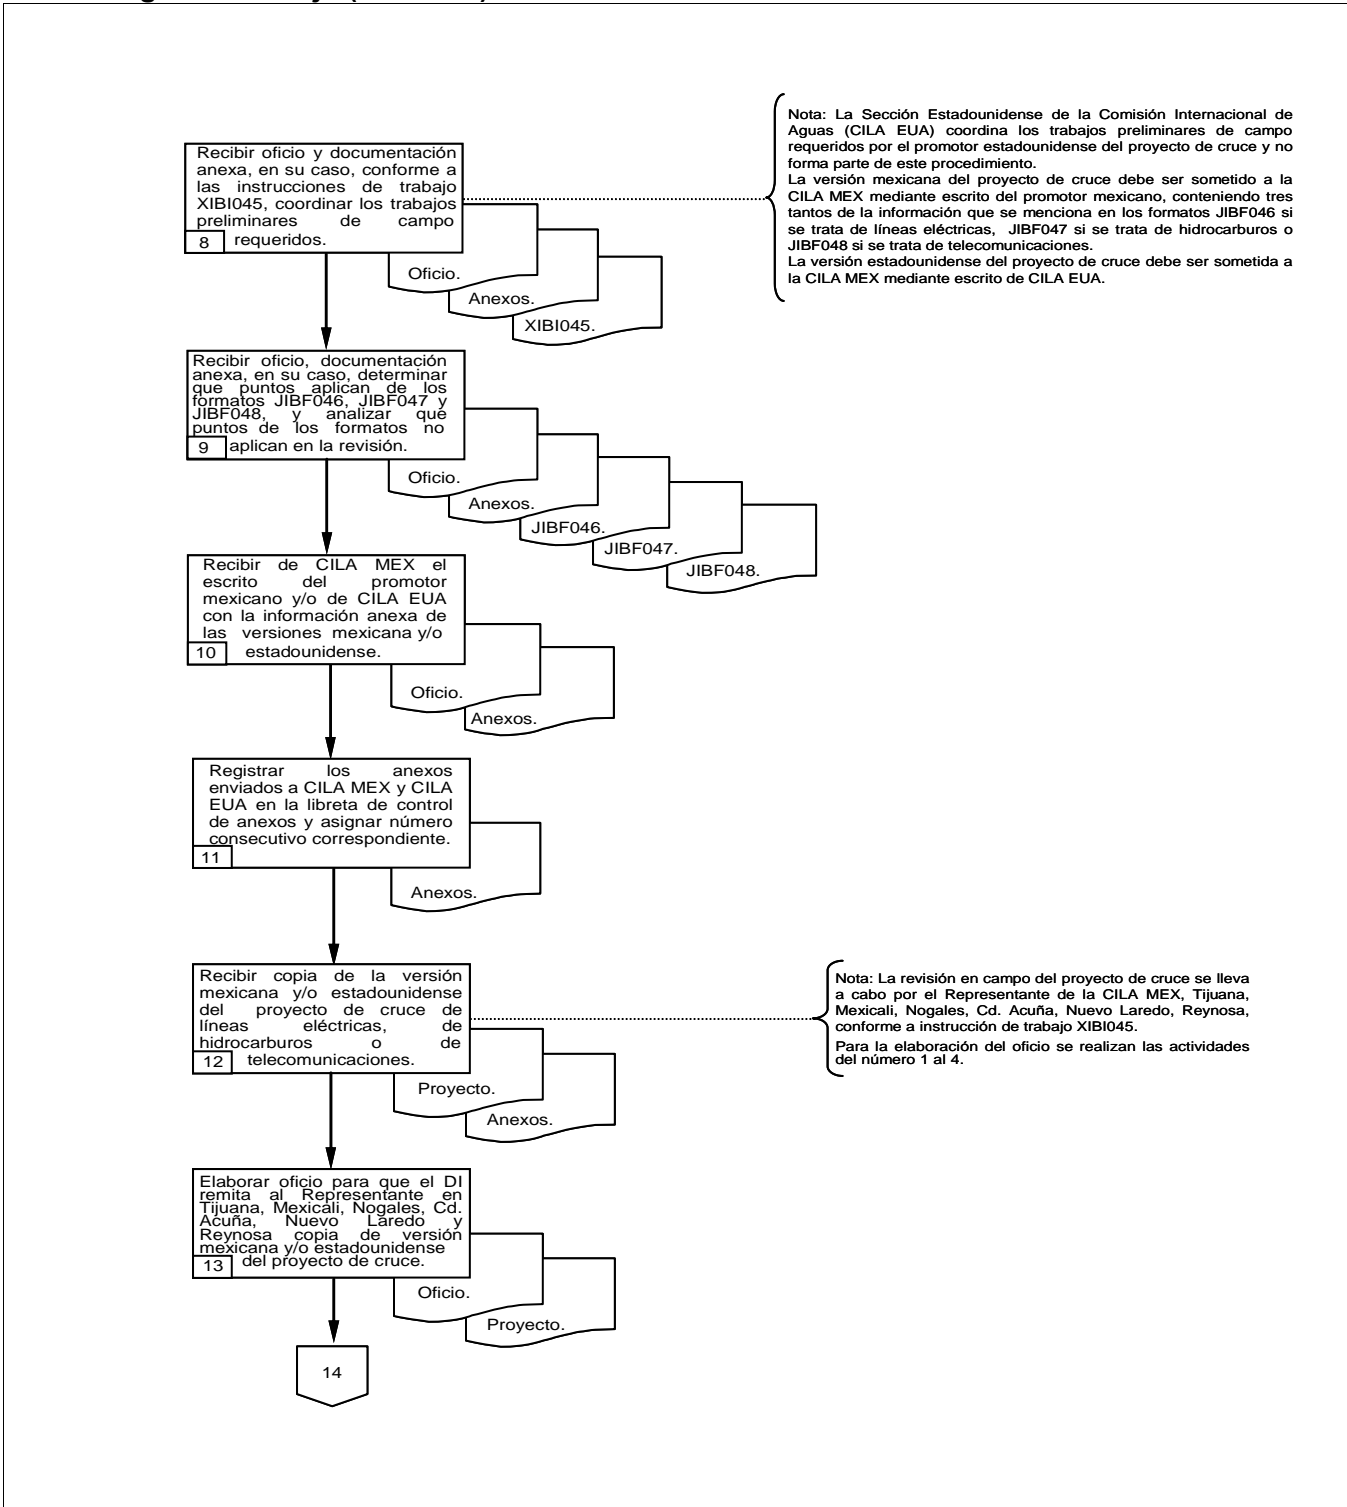 Recibir oficio y documentación
anexa, en su caso, conforme a
las instrucciones de trabajo
XIBI045, coordinar los trabajos
preliminares de campo
8 requeridos.
Oficio.
Anexos.
XIBI045.
Nota: La Sección Estadounidense de la Comisión Internacional de
Aguas (CILA EUA) coordina los trabajos preliminares de campo
requeridos por el promotor estadounidense del proyecto de cruce y no
forma parte de este procedimiento.
La versión mexicana del proyecto de cruce debe ser sometido a la
CILA MEX mediante escrito del promotor mexicano, conteniendo tres
tantos de la información que se menciona en los formatos JIBF046 si
se trata de líneas eléctricas, JIBF047 si se trata de hidrocarburos o
JIBF048 si se trata de telecomunicaciones.
La versión estadounidense del proyecto de cruce debe ser sometida a
la CILA MEX mediante escrito de CILA EUA.
Recibir oficio, documentación
anexa, en su caso, determinar
que puntos aplican de los
formatos JIBF046, JIBF047 y
JIBF048, y analizar que
puntos de los formatos no
9 aplican en la revisión.
Oficio.
Anexos.
JIBF046.
JIBF047.
JIBF048.
Recibir de CILA MEX el
escrito del promotor
mexicano y/o de CILA EUA
con la información anexa de
las versiones mexicana y/o
10 estadounidense.
Oficio.
Anexos.
Registrar los anexos
enviados a CILA MEX y CILA
EUA en la libreta de control
de anexos y asignar número
consecutivo correspondiente.
11
Anexos.
Recibir copia de la versión
mexicana y/o estadounidense
del proyecto de cruce de
líneas eléctricas, de
hidrocarburos o de
12 telecomunicaciones.
Proyecto.
Anexos.
Nota: La revisión en campo del proyecto de cruce se lleva
a cabo por el Representante de la CILA MEX, Tijuana,
Mexicali, Nogales, Cd. Acuña, Nuevo Laredo, Reynosa,
conforme a instrucción de trabajo XIBI045.
Para la elaboración del oficio se realizan las actividades
del número 1 al 4.
Elaborar oficio para que el DI
remita al Representante en
Tijuana, Mexicali, Nogales, Cd.
Acuña, Nuevo Laredo y
Reynosa copia de versión
mexicana y/o estadounidense
13 del proyecto de cruce.
Oficio.
Proyecto.
14